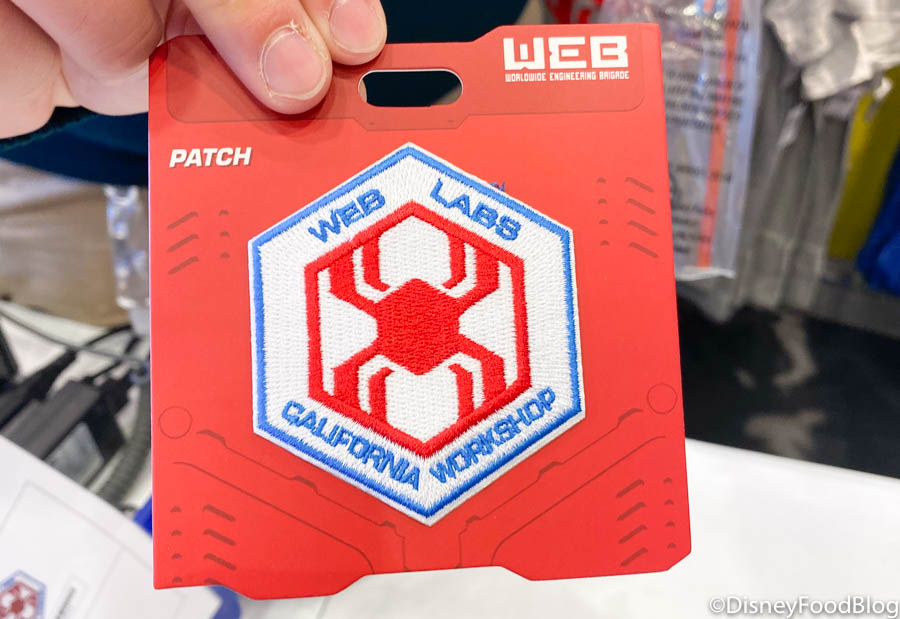 WEB
WORLDWIDE ENGINEERING BRIGADE
PATCH
WEB LABS
CALIFORNIA WORKSHOP
©DisneyFoodBlog